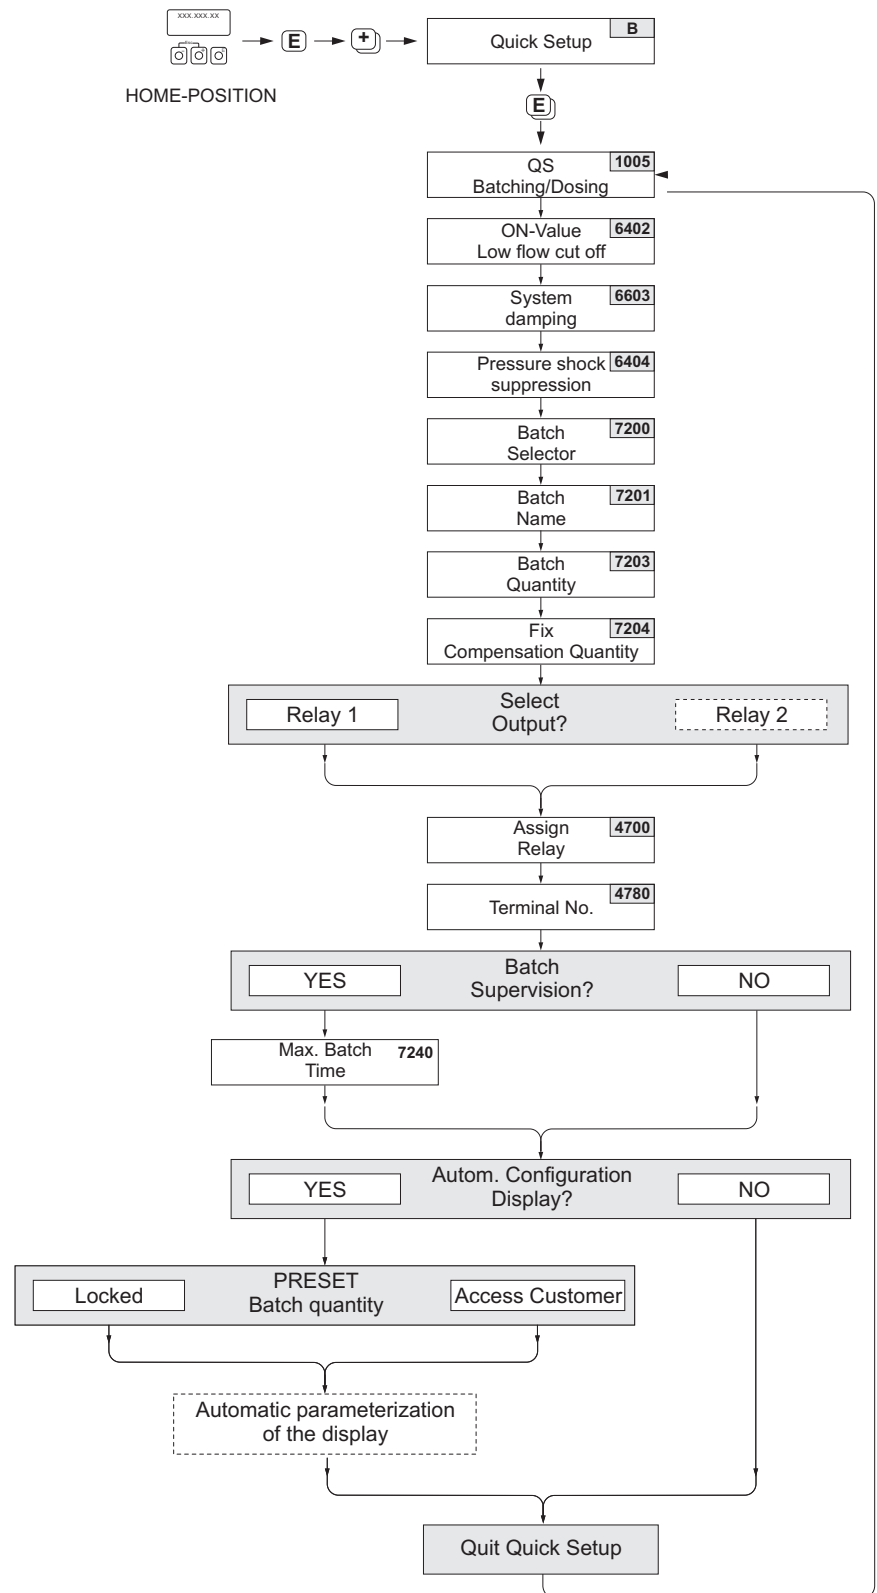 xxx.xxx.xx
Esc
E
+
-
E
+
B
Quick Setup
HOME-POSITION
E
1005
QS
Batching/Dosing
6402
ON-Value
Low flow cut off
6603
System
damping
6404
Pressure shock
suppression
7200
Batch
Selector
7201
Batch
Name
7203
Batch
Quantity
7204
Fix
Compensation Quantity
Select
Output?
Relay 1
Relay 2
4700
Assign
Relay
4780
Terminal No.
Batch
Supervision?
YES
NO
Max. Batch
Time
7240
Autom. Configuration
Display?
YES
NO
PRESET
Batch quantity
Locked
Access Customer
Automatic parameterization
of the display
Quit Quick Setup